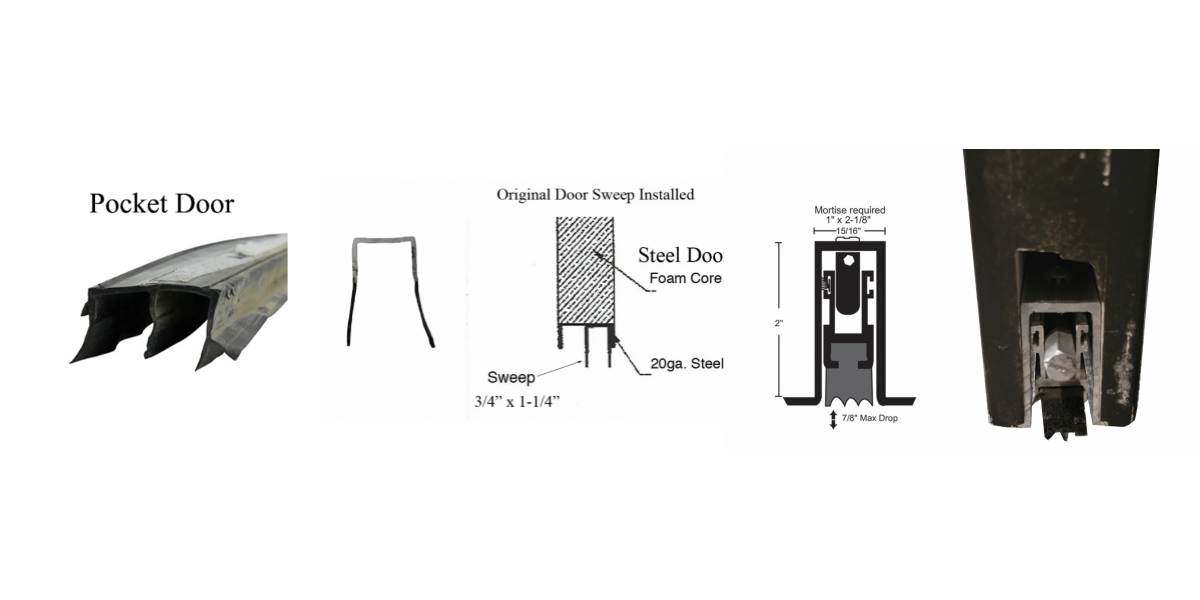 Pocket Door
Original Door Sweep Installed
Steel Doo
Foam Core
20ga. Steel
Sweep
3/4” x 1-1/4”
Mortise required
1" x 2-1/8"
15/16"
2"
7/8" Max Drop